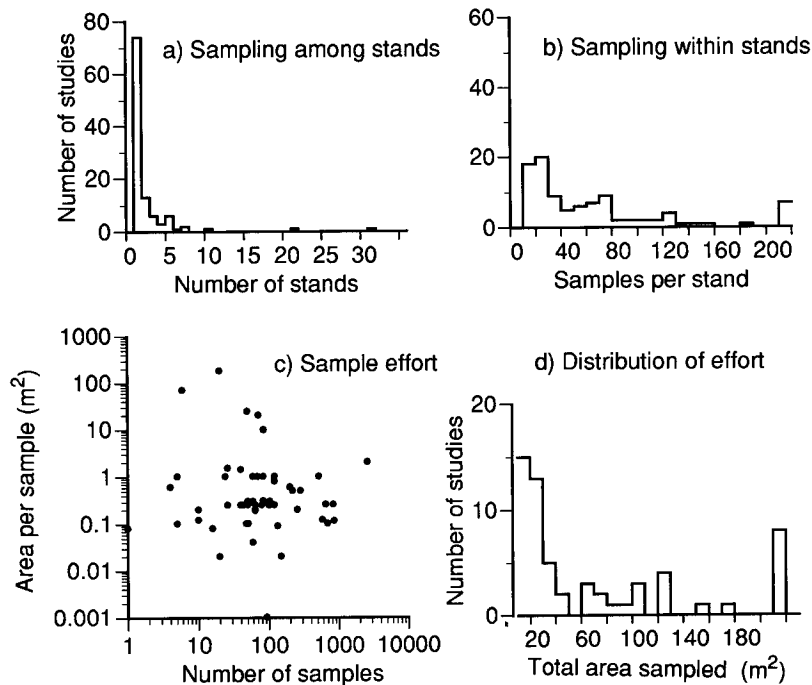 a) Sampling among stands
Number of studies
80
60
40
20
0
0 5 10 15 20 25 30
Number of stands
b) Sampling within stands
60
40
20
0
0 40 80 120 160 200
Samples per stand
c) Sample effort
Area per sample (m²)
1000
100
10
1
0.1
0.01
0.001
1 10 100 1000 10000
Number of samples
d) Distribution of effort
Number of studies
20
15
10
5
0
20 60 100 140 180
Total area sampled (m²)